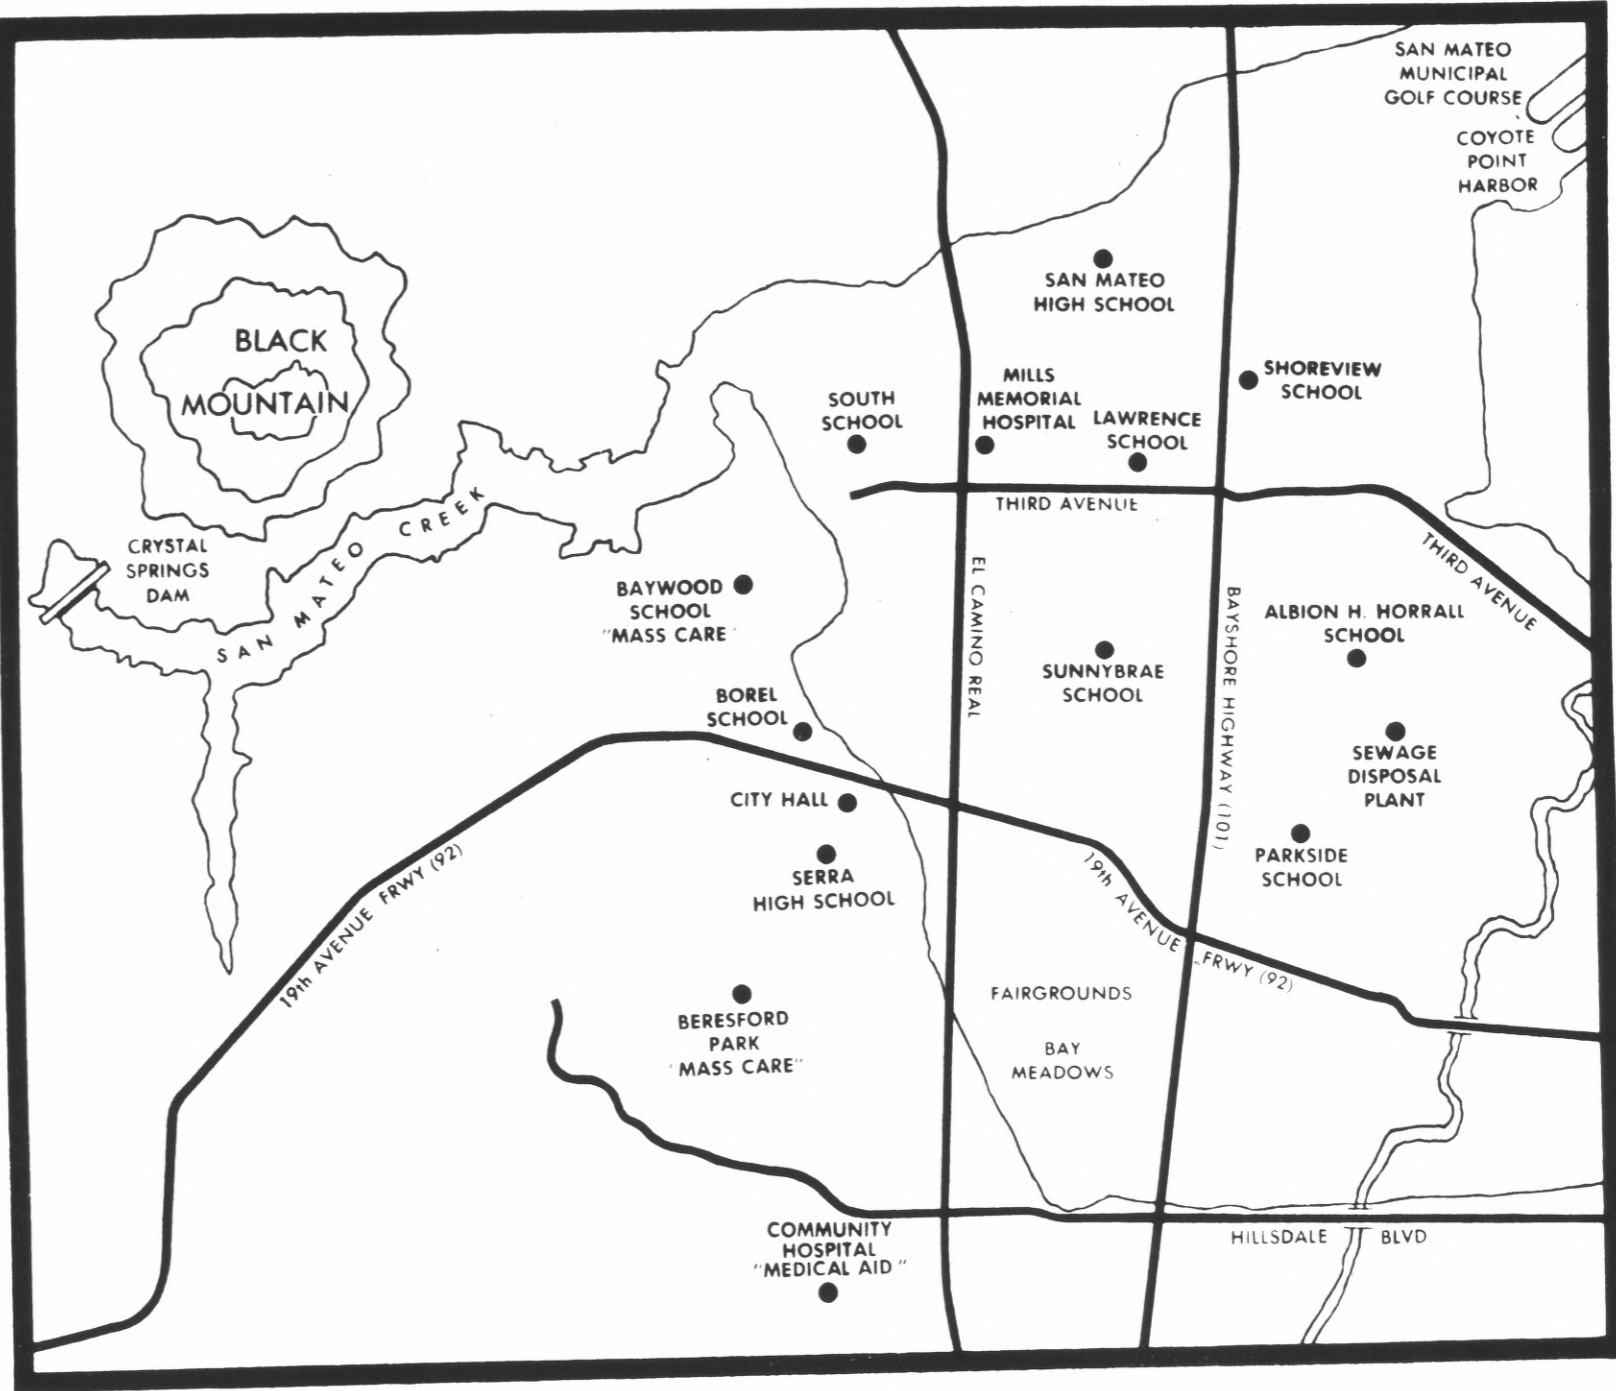 SAN MATEO
MUNICIPAL
GOLF COURSE
COYOTE
POINT
HARBOR
SAN MATEO
HIGH SCHOOL
BLACK
MOUNTAIN
SHOREVIEW
SCHOOL
MILLS
MEMORIAL
HOSPITAL
SOUTH
SCHOOL
LAWRENCE
SCHOOL
THIRD AVENUE
THIRD AVENUE
CRYSTAL
SPRINGS
DAM
SAN MATEO CREEK
BAYWOOD
SCHOOL
"MASS CARE
EL CAMINO REAL
BAYSHORE HIGHWAY (101)
ALBION H. HORRALL
SCHOOL
SUNNYBRAE
SCHOOL
BOREL
SCHOOL
SEWAGE
DISPOSAL
PLANT
CITY HALL
PARKSIDE
SCHOOL
SERRA
HIGH SCHOOL
19th AVENUE FRWY (92)
19th AVENUE FRWY (92)
FAIRGROUNDS
BAY
MEADOWS
BERESFORD
PARK
'MASS CARE"
COMMUNITY
HOSPITAL
"MEDICAL AID"
HILLSDALE BLVD